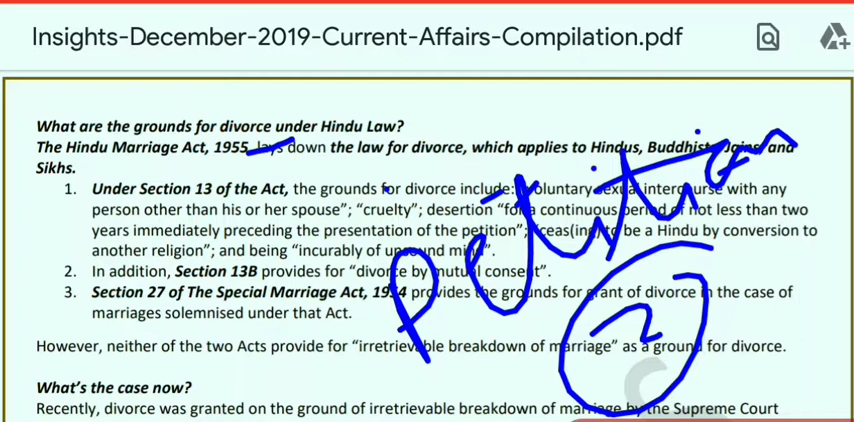 Insights-December-2019-Current-Affairs-Compilation.pdf
What are the grounds for divorce under Hindu Law?
The Hindu Marriage Act, 1955 lays down the law for divorce, which applies to Hindus, Buddhists, Jains and
Sikhs.
1. Under Section 13 of the Act, the grounds for divorce include: "voluntary sexual intercourse with any
person other than his or her spouse"; "cruelty"; desertion "for a continuous period of not less than two
years immediately preceding the presentation of the petition"; "ceas(ing) to be a Hindu by conversion to
another religion"; and being "incurably of unsound mind".
2. In addition, Section 13B provides for "divorce by mutual consent".
3. Section 27 of The Special Marriage Act, 1954 provides the grounds for grant of divorce in the case of
marriages solemnised under that Act.
However, neither of the two Acts provide for "irretrievable breakdown of marriage" as a ground for divorce.
What's the case now?
Recently, divorce was granted on the ground of irretrievable breakdown of marriage by the Supreme Court
Petition
2